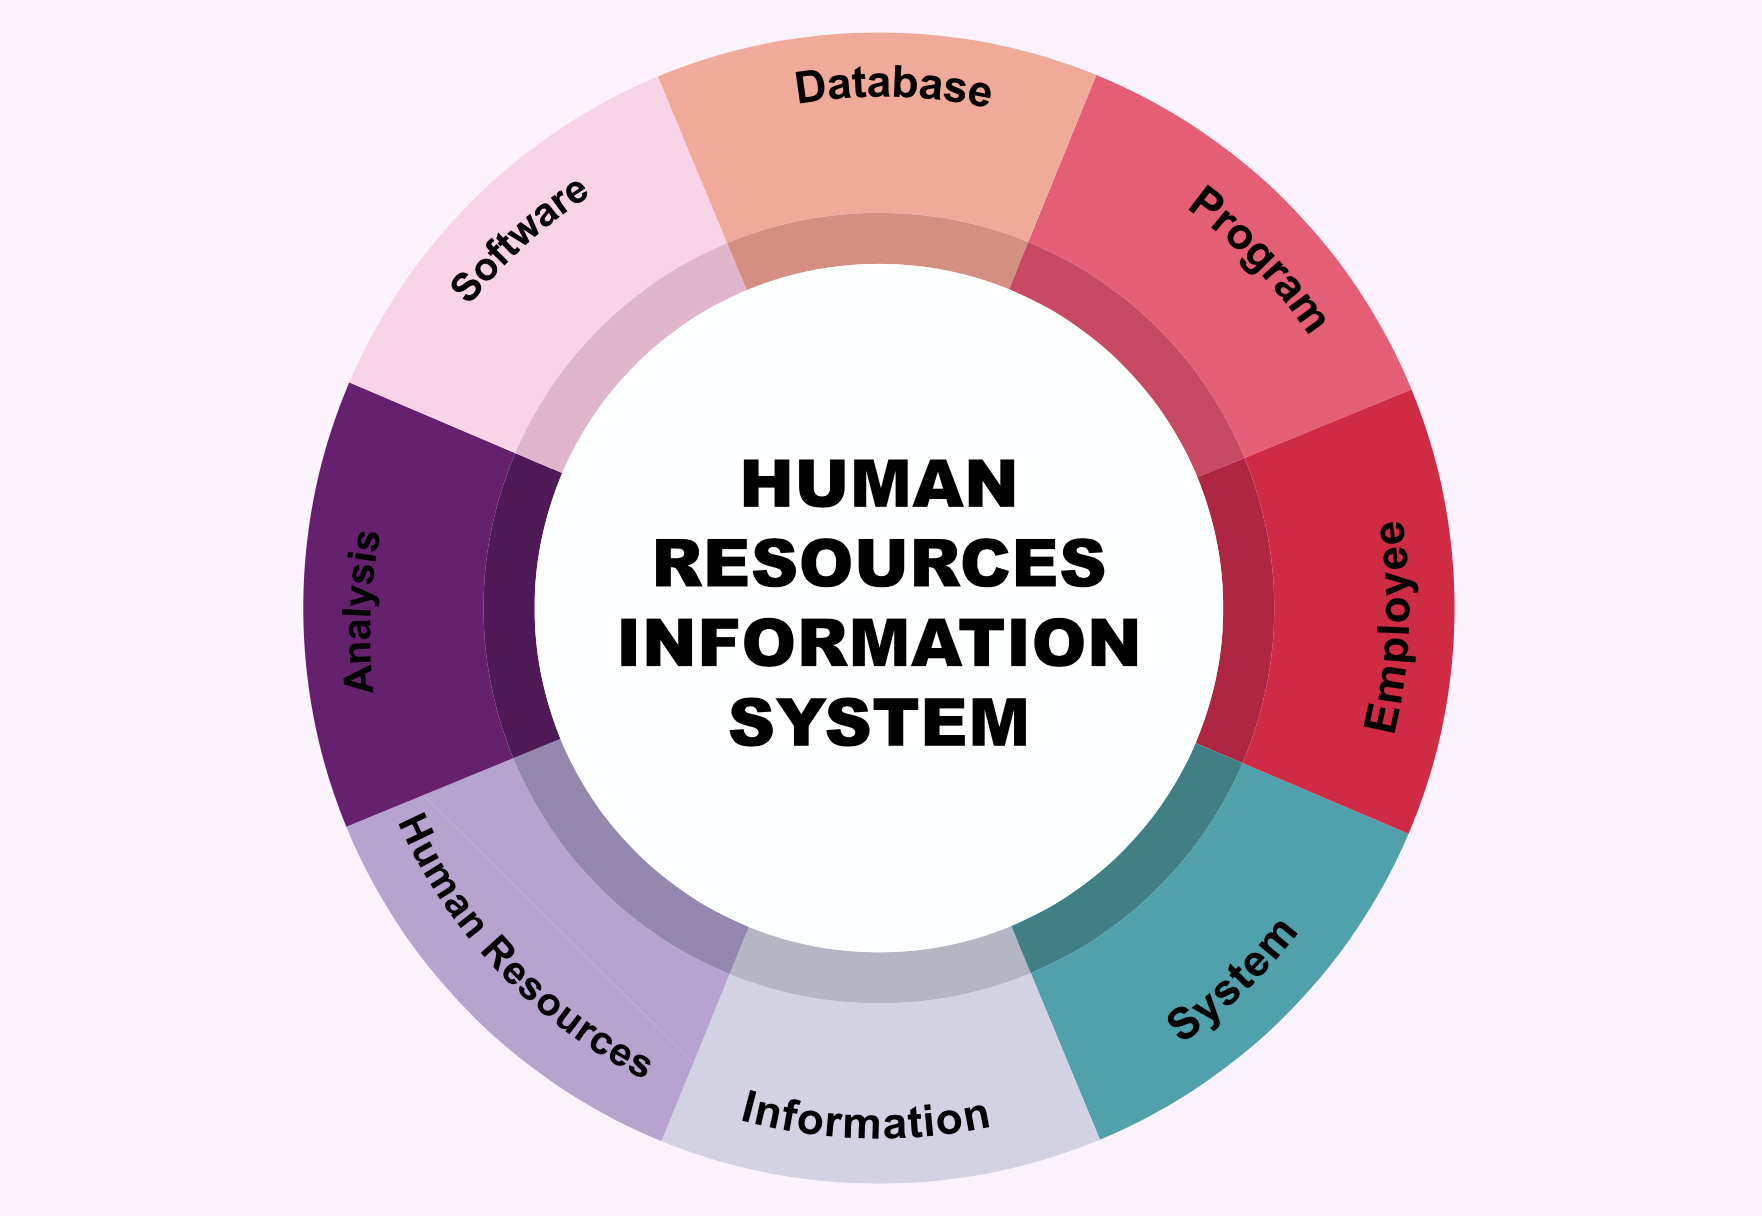 Database
Program
Employee
System
Information
Human Resources
Analysis
Software
HUMAN
RESOURCES
INFORMATION
SYSTEM